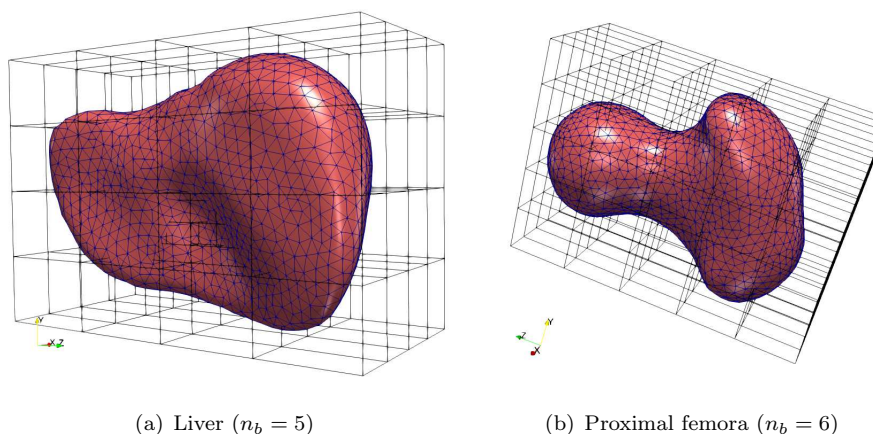 Y
X Z
Y
Z
X
(a) Liver ($n_b = 5$)
(b) Proximal femora ($n_b = 6$)